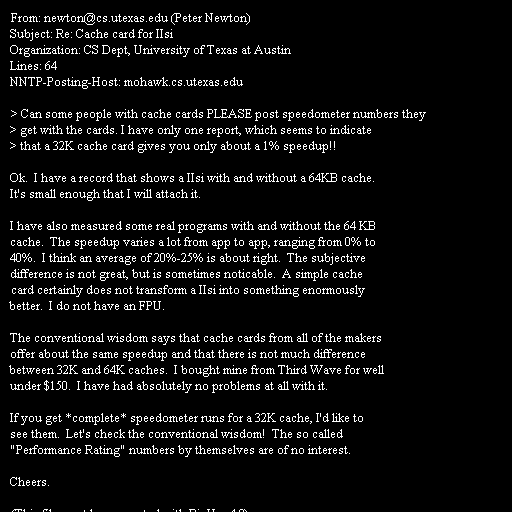 From: newton@cs.utexas.edu (Peter Newton)
Subject: Re: Cache card for IIsi
Organization: CS Dept, University of Texas at Austin
Lines: 64
NNTP-Posting-Host: mohawk.cs.utexas.edu

> Can some people with cache cards PLEASE post speedometer numbers they
> get with the cards. I have only one report, which seems to indicate
> that a 32K cache card gives you only about a 1% speedup!!

Ok.  I have a record that shows a IIsi with and without a 64KB cache.
It's small enough that I will attach it.

I have also measured some real programs with and without the 64 KB
cache.  The speedup varies a lot from app to app, ranging from 0% to
40%.  I think an average of 20%-25% is about right.  The subjective
difference is not great, but is sometimes noticable.  A simple cache
card certainly does not transform a IIsi into something enormously
better.  I do not have an FPU.

The conventional wisdom says that cache cards from all of the makers
offer about the same speedup and that there is not much difference
between 32K and 64K caches.  I bought mine from Third Wave for well
under $150.  I have had absolutely no problems at all with it.

If you get *complete* speedometer runs for a 32K cache, I'd like to
see them.  Let's check the conventional wisdom!  The so called
"Performance Rating" numbers by themselves are of no interest.

Cheers.